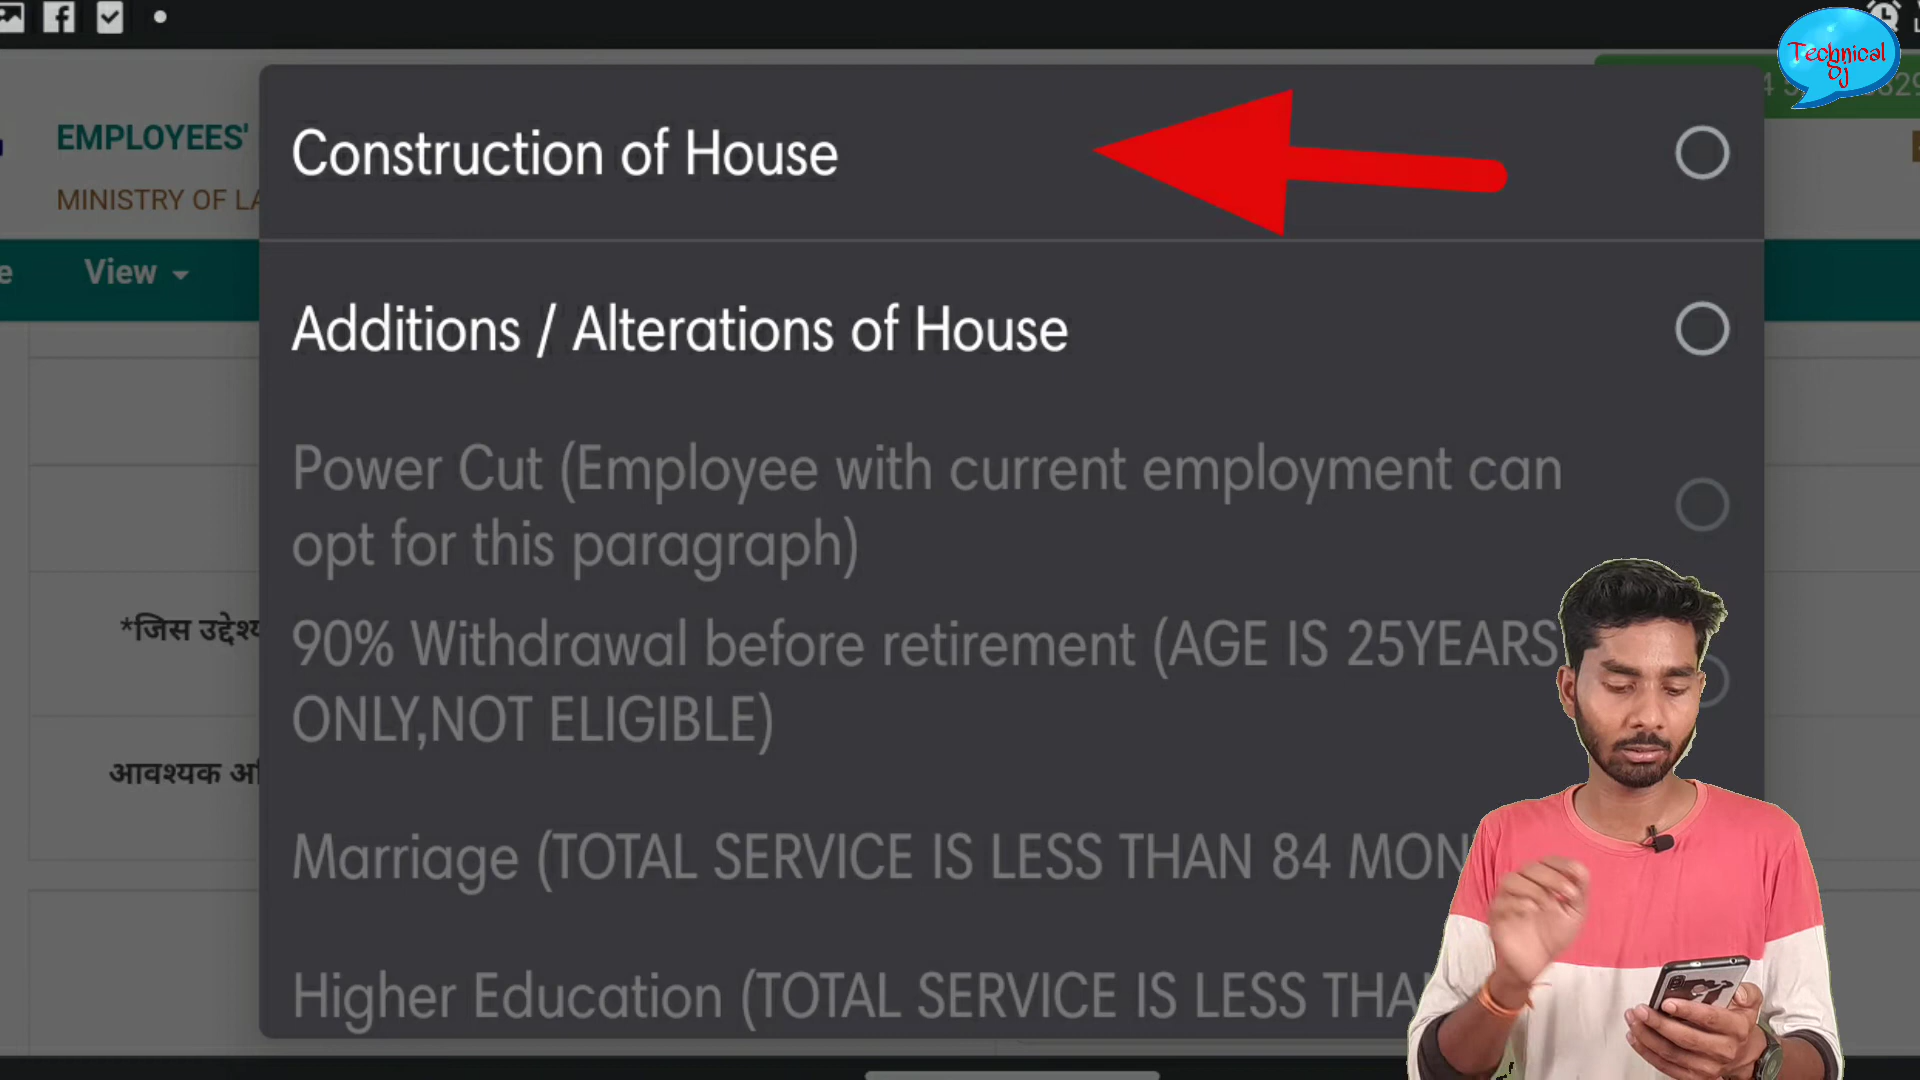 Technical
OJ
EMPLOYEES'
MINISTRY OF LA
View
Construction of House
Additions / Alterations of House
Power Cut (Employee with current employment can
opt for this paragraph)
*जिस उद्देश्य
90% Withdrawal before retirement (AGE IS 25YEARS
ONLY,NOT ELIGIBLE)
आवश्यक
Marriage (TOTAL SERVICE IS LESS THAN 84 MON
Higher Education (TOTAL SERVICE IS LESS THA